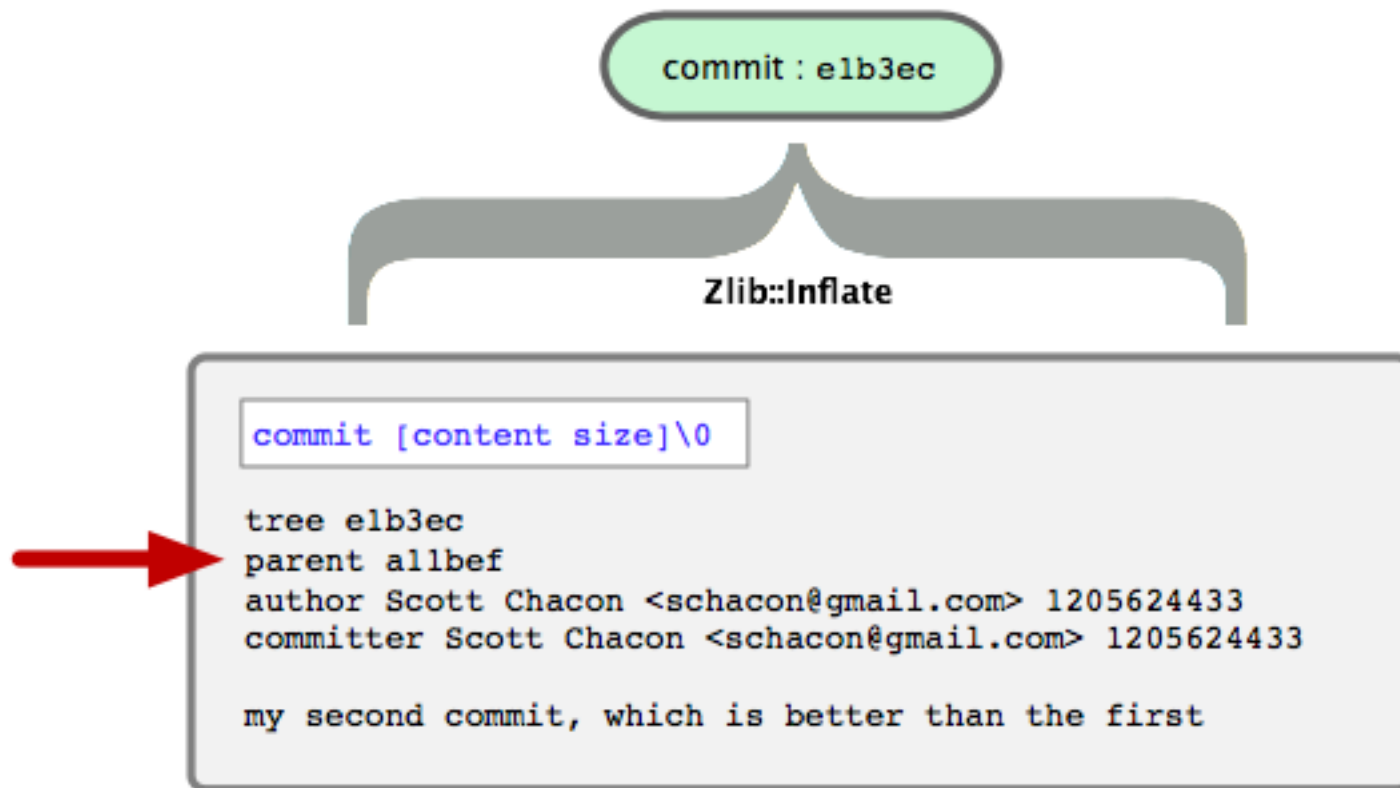 commit : e1b3ec
Zlib::Inflate
commit [content size]\0
tree e1b3ec
parent a11bef
author Scott Chacon <schacon@gmail.com> 1205624433
committer Scott Chacon <schacon@gmail.com> 1205624433
my second commit, which is better than the first